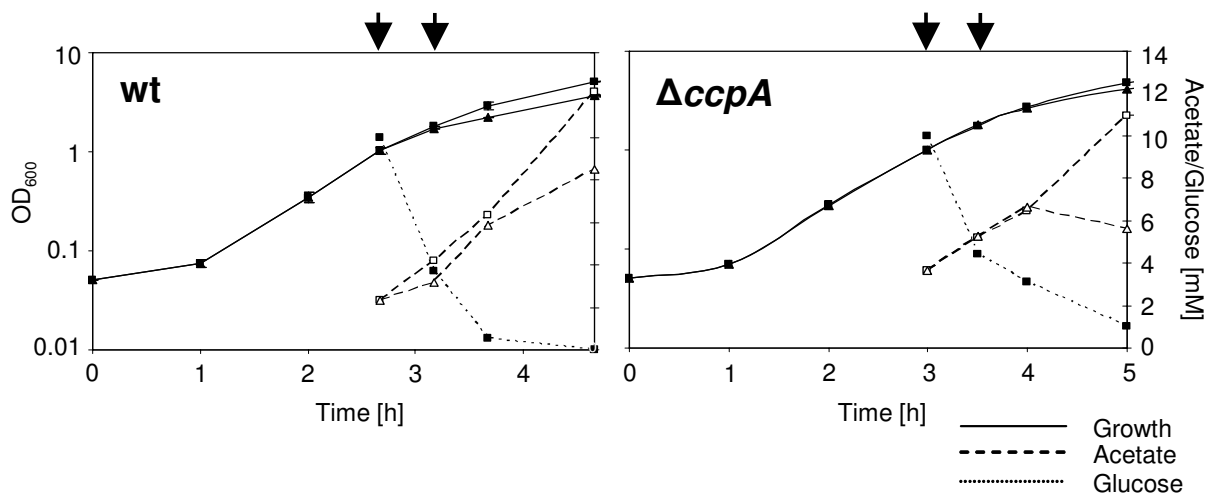 wt
ΔccpA
10
1
0.1
0.01
OD600
0 1 2 3 4
Time [h]
0 1 2 3 4 5
Time [h]
14
12
10
8
6
4
2
0
Acetate/Glucose [mM]
Growth
Acetate
Glucose